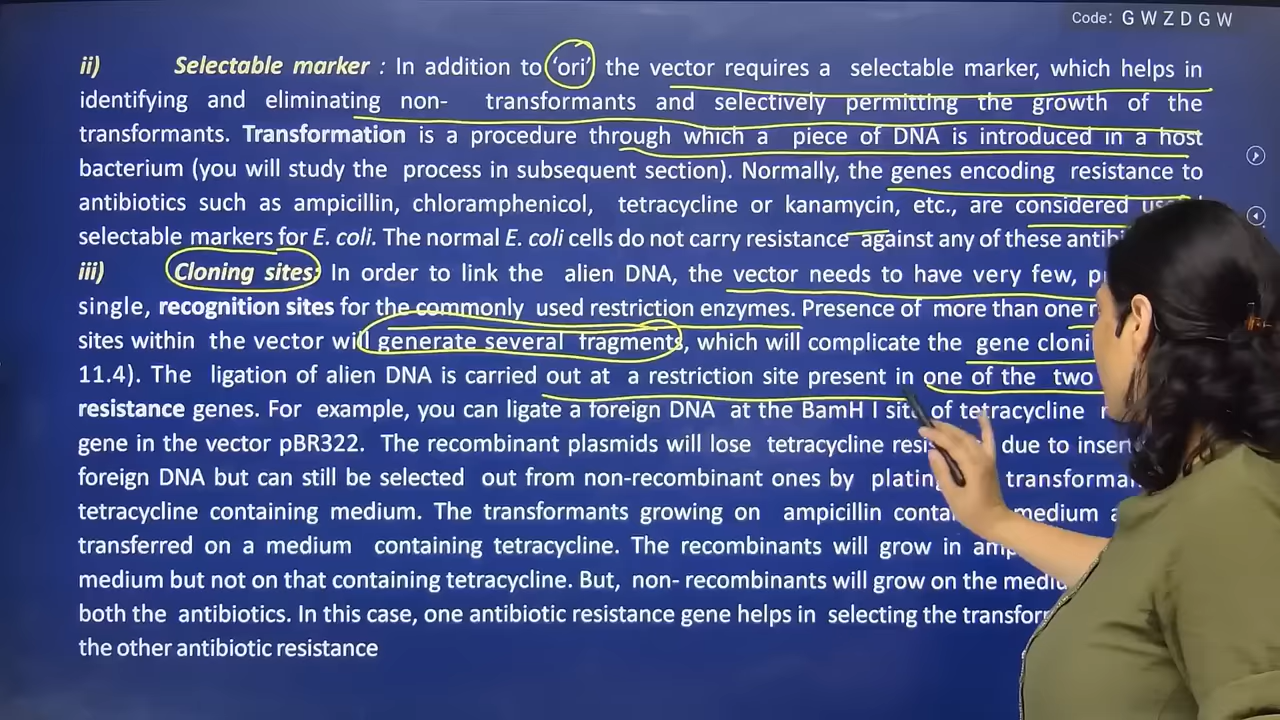 Code: G W Z D G W
ii) Selectable marker : In addition to 'ori' the vector requires a selectable marker, which helps in
identifying and eliminating non- transformants and selectively permitting the growth of the
transformants. Transformation is a procedure through which a piece of DNA is introduced in a host
bacterium (you will study the process in subsequent section). Normally, the genes encoding resistance to
antibiotics such as ampicillin, chloramphenicol, tetracycline or kanamycin, etc., are considered
selectable markers for E. coli. The normal E. coli cells do not carry resistance against any of these
iii) Cloning sites: In order to link the alien DNA, the vector needs to have very few,
single, recognition sites for the commonly used restriction enzymes. Presence of more than one
sites within the vector will generate several fragments, which will complicate the gene
11.4). The ligation of alien DNA is carried out at a restriction site present in one of the two
resistance genes. For example, you can ligate a foreign DNA at the BamH I site of tetracycline
gene in the vector pBR322. The recombinant plasmids will lose tetracycline due to
foreign DNA but can still be selected out from non-recombinant ones by
tetracycline containing medium. The transformants growing on ampicillin medium
transferred on a medium containing tetracycline. The recombinants will grow in
medium but not on that containing tetracycline. But, non- recombinants will grow on the
both the antibiotics. In this case, one antibiotic resistance gene helps in selecting the
the other antibiotic resistance